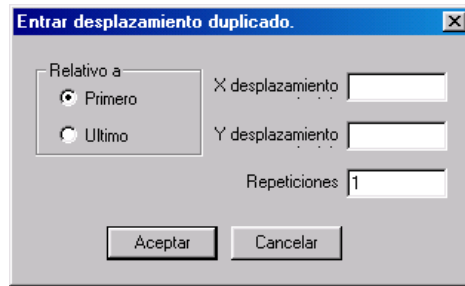 Entrar desplazamiento duplicado.
Relativo a
Primero
Ultimo
X desplazamiento
Y desplazamiento
Repeticiones 1
Aceptar
Cancelar